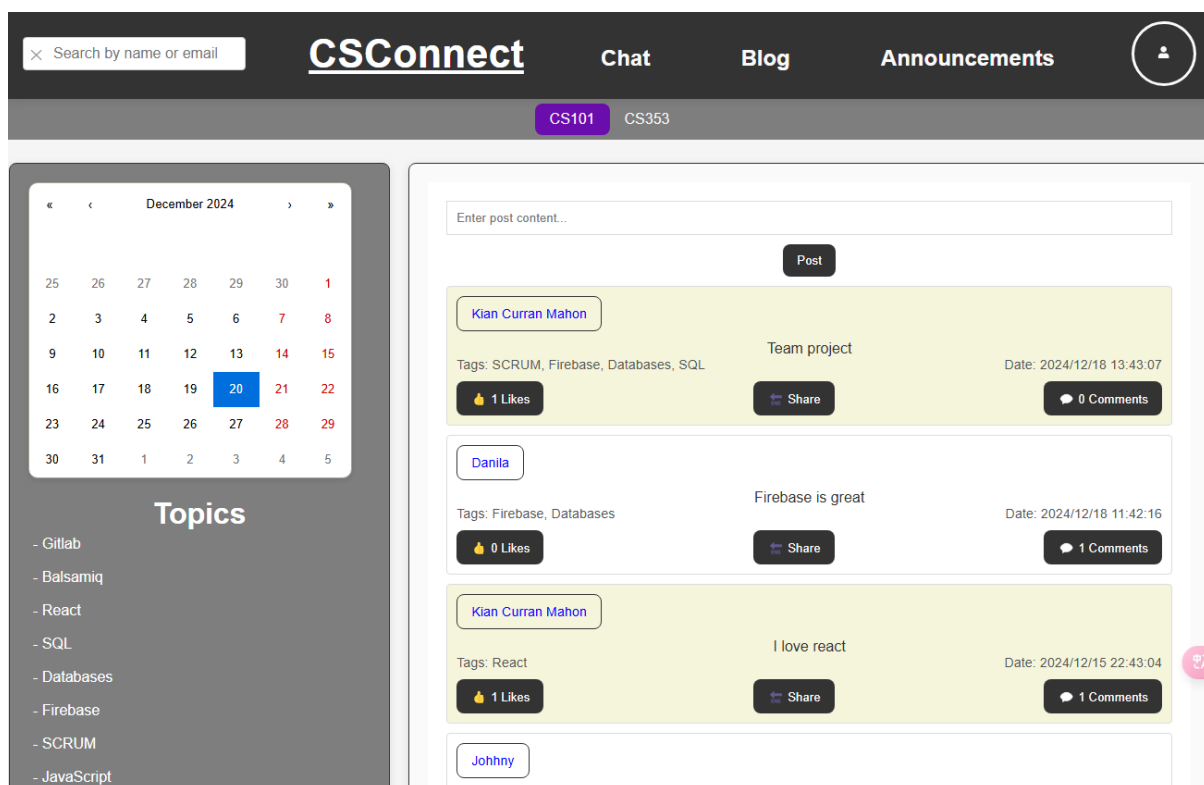 × Search by name or email CSConnect Chat Blog Announcements
CS101 CS353
« ‹ December 2024 › »
25 26 27 28 29 30 1
2 3 4 5 6 7 8
9 10 11 12 13 14 15
16 17 18 19 20 21 22
23 24 25 26 27 28 29
30 31 1 2 3 4 5
Topics
- Gitlab
- Balsamiq
- React
- SQL
- Databases
- Firebase
- SCRUM
- JavaScript
Enter post content...
Post
Kian Curran Mahon
Team project
Tags: SCRUM, Firebase, Databases, SQL Date: 2024/12/18 13:43:07
👍 1 Likes Share 💬 0 Comments
Danila
Firebase is great
Tags: Firebase, Databases Date: 2024/12/18 11:42:16
👍 0 Likes Share 💬 1 Comments
Kian Curran Mahon
I love react
Tags: React Date: 2024/12/15 22:43:04
👍 1 Likes Share 💬 1 Comments
Johhny